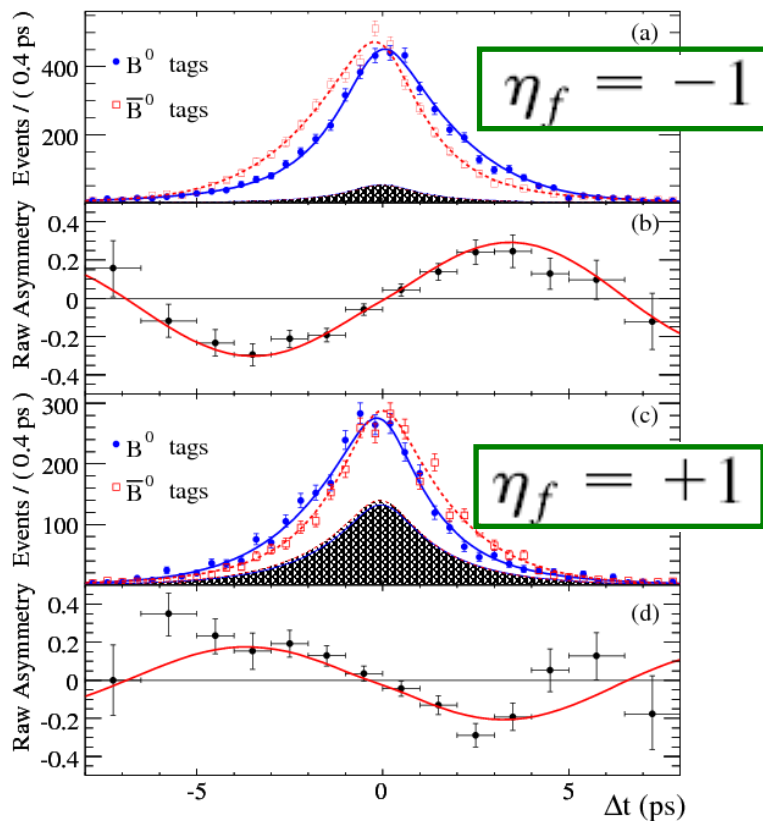 (a)
B⁰ tags
B̅⁰ tags
η_f = −1
Events / ( 0.4 ps )
400
200
(b)
Raw Asymmetry
0.4
0.2
0
-0.2
-0.4
(c)
B⁰ tags
B̅⁰ tags
η_f = +1
Events / ( 0.4 ps )
300
200
100
(d)
Raw Asymmetry
0.4
0.2
0
-0.2
-0.4
-5 0 5
Δt (ps)